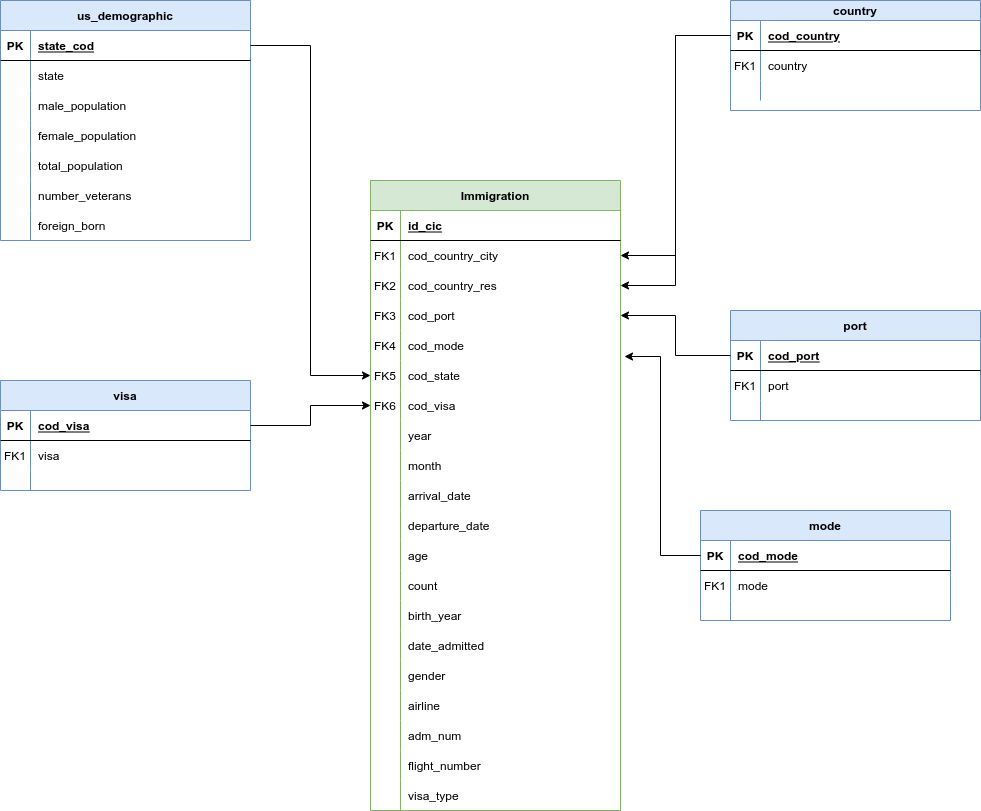 us_demographic
PK state_cod
state
male_population
female_population
total_population
number_veterans
foreign_born
country
PK cod_country
FK1 country
Immigration
PK id_cic
FK1 cod_country_city
FK2 cod_country_res
FK3 cod_port
FK4 cod_mode
FK5 cod_state
FK6 cod_visa
year
month
arrival_date
departure_date
age
count
birth_year
date_admitted
gender
airline
adm_num
flight_number
visa_type
port
PK cod_port
FK1 port
visa
PK cod_visa
FK1 visa
mode
PK cod_mode
FK1 mode